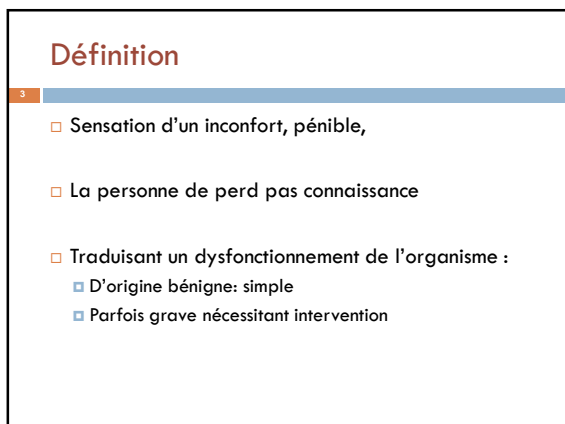 Définition
3
Sensation d'un inconfort, pénible,
La personne de perd pas connaissance
Traduisant un dysfonctionnement de l'organisme :
D'origine bénigne: simple
Parfois grave nécessitant intervention